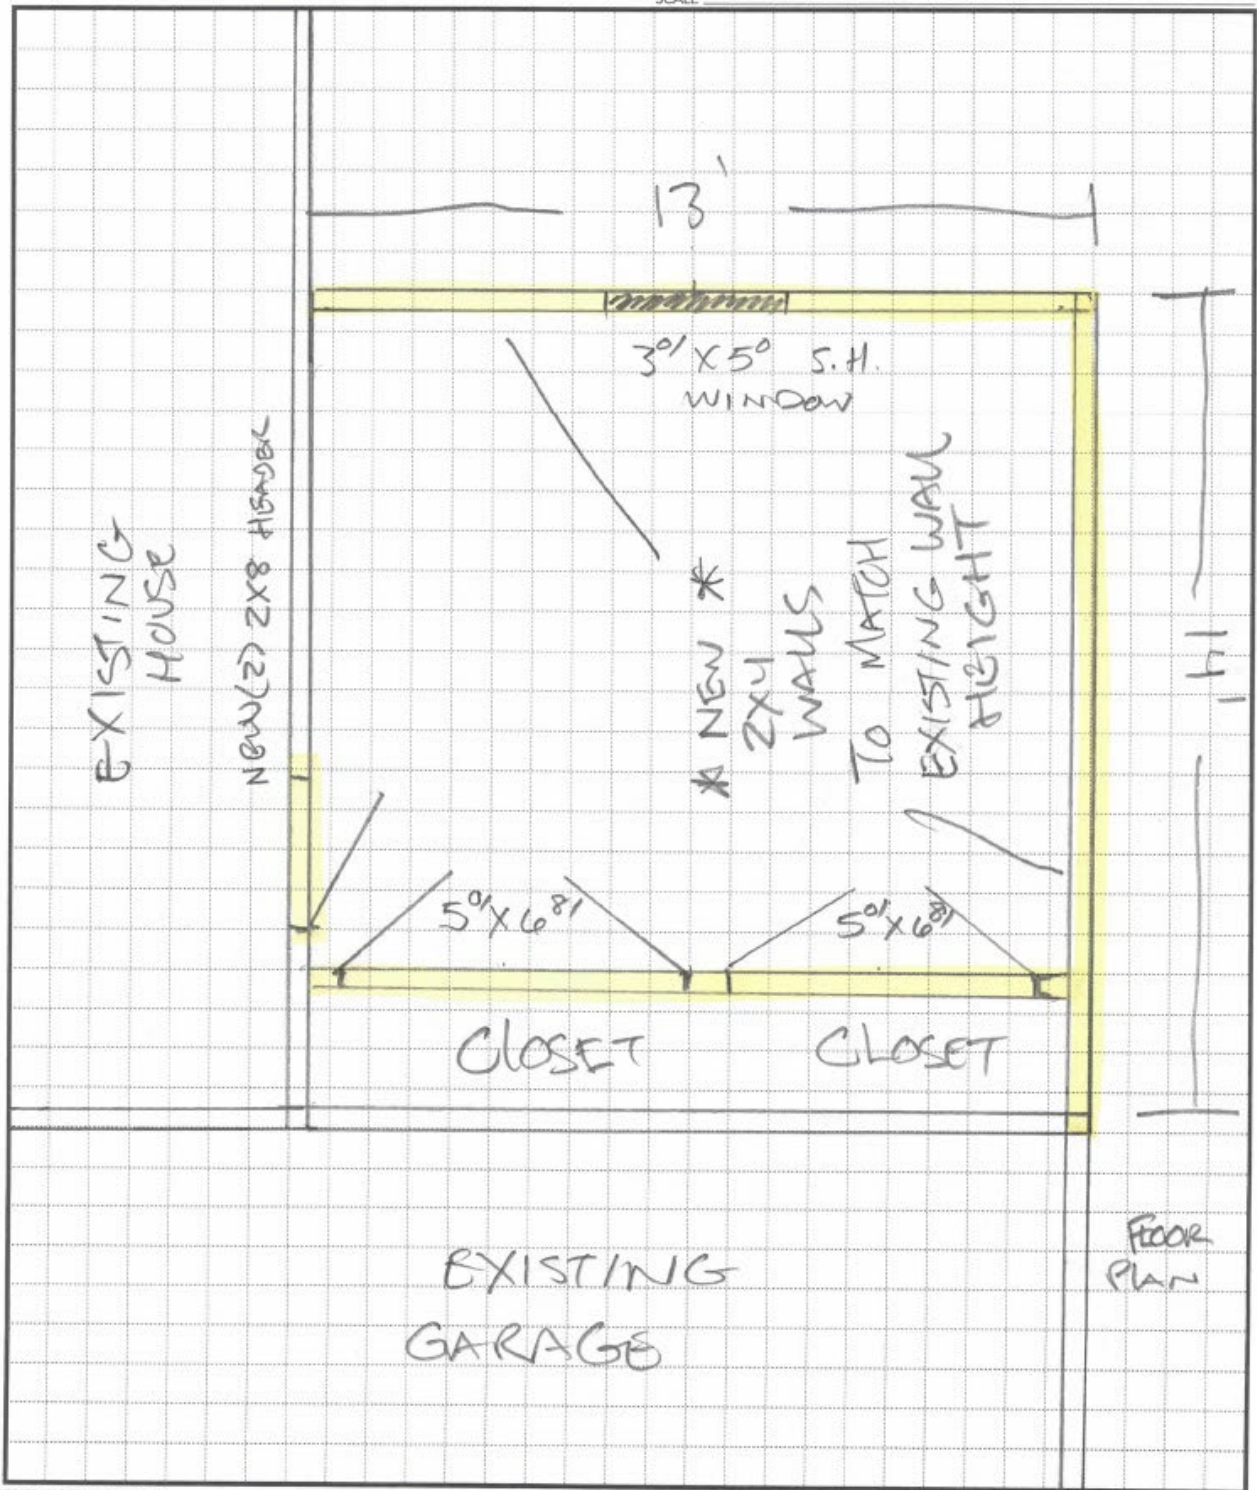 SCALE
13'
3⁰/ X 5⁰ S.H.
WINDOW
EXISTING
HOUSE
NEW (2) 2X8 HEADER
* NEW *
2X4
WALLS
TO MATCH
EXISTING WALL
HEIGHT
14'
5⁰/ X 6⁸/
5⁰/ X 6⁸/
CLOSET
CLOSET
EXISTING
GARAGE
FLOOR
PLAN